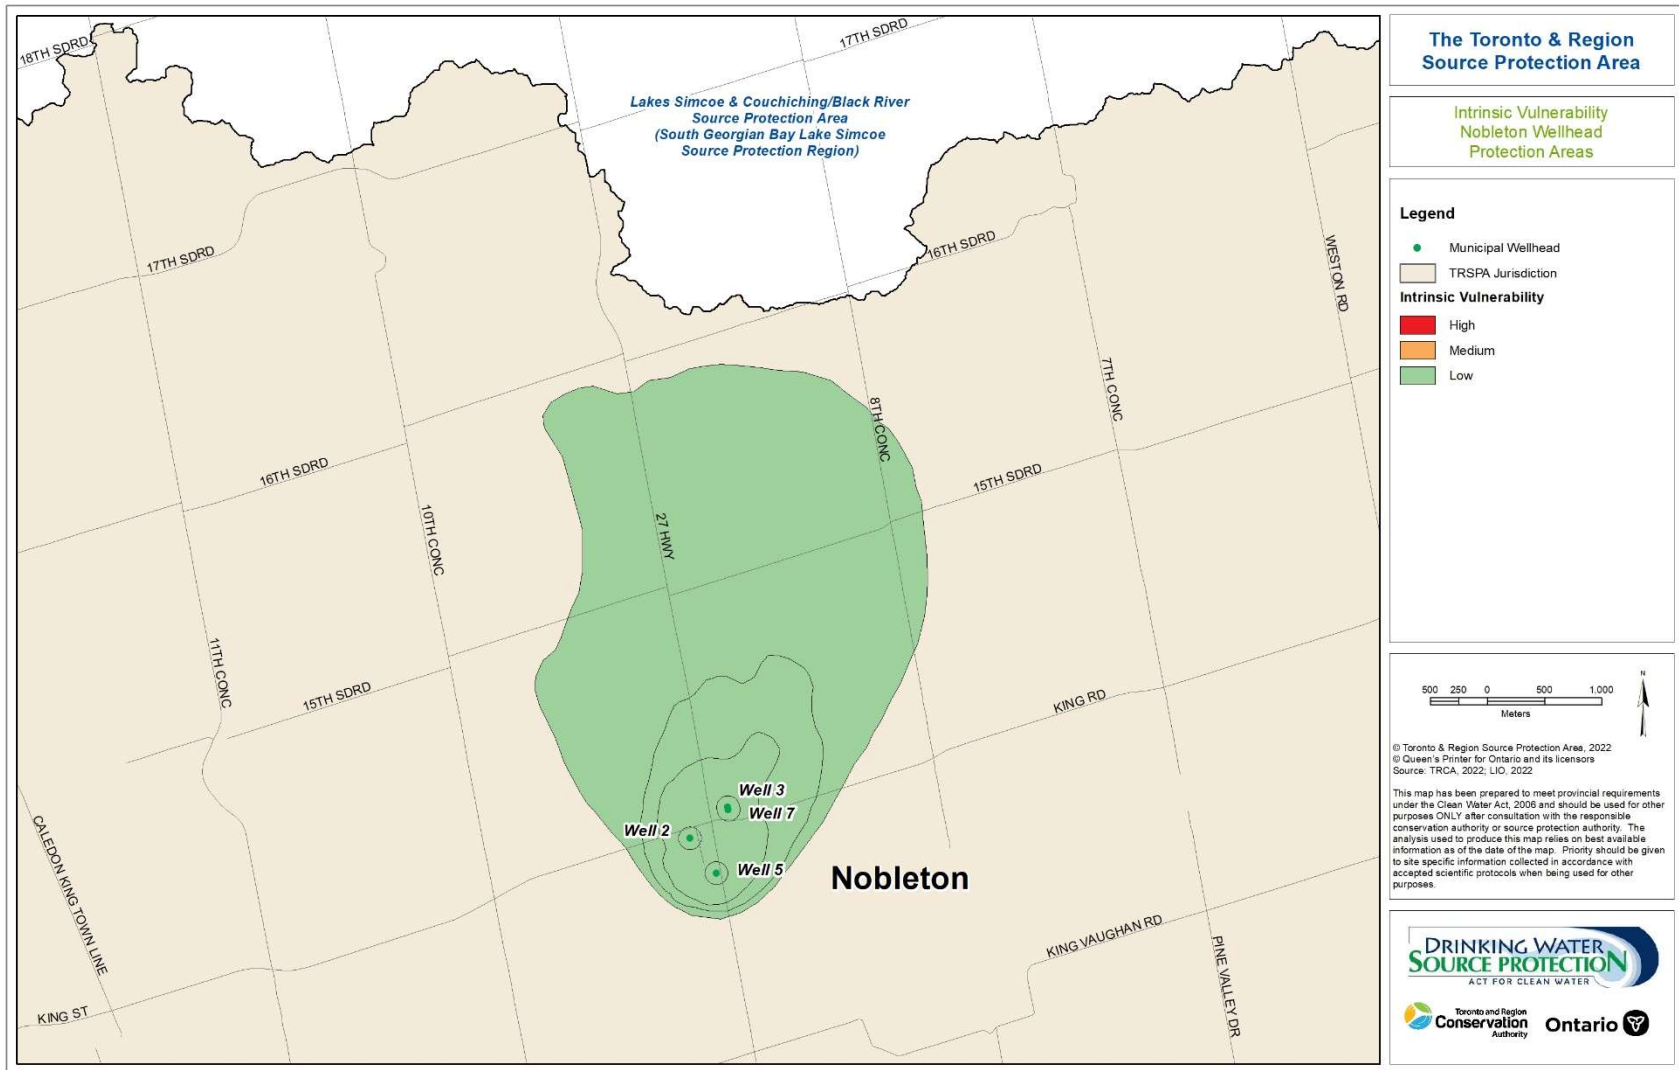 18TH SDRD
17TH SDRD
Lakes Simcoe & Couchiching/Black River
Source Protection Area
(South Georgian Bay Lake Simcoe
Source Protection Region)
17TH SDRD
16TH SDRD
WESTON RD
16TH SDRD
10TH CONC
27 HWY
8TH CONC
7TH CONC
15TH SDRD
11TH CONC
15TH SDRD
KING RD
Well 3
Well 7
Well 2
Well 5
Nobleton
CALEDON KING TOWN LINE
KING ST
KING VAUGHAN RD
PINE VALLEY DR
The Toronto & Region
Source Protection Area
Intrinsic Vulnerability
Nobleton Wellhead
Protection Areas
Legend
Municipal Wellhead
TRSPA Jurisdiction
Intrinsic Vulnerability
High
Medium
Low
500 250 0 500 1,000
Meters
N
© Toronto & Region Source Protection Area, 2022
© Queen's Printer for Ontario and its licensors
Source: TRCA, 2022; LIO, 2022
This map has been prepared to meet provincial requirements
under the Clean Water Act, 2006 and should be used for other
purposes ONLY after consultation with the responsible
conservation authority or source protection authority. The
analysis used to produce this map relies on best available
information as of the date of the map. Priority should be given
to site specific information collected in accordance with
accepted scientific protocols when being used for other
purposes.
DRINKING WATER
SOURCE PROTECTION
ACT FOR CLEAN WATER
Toronto and Region
Conservation
Authority
Ontario